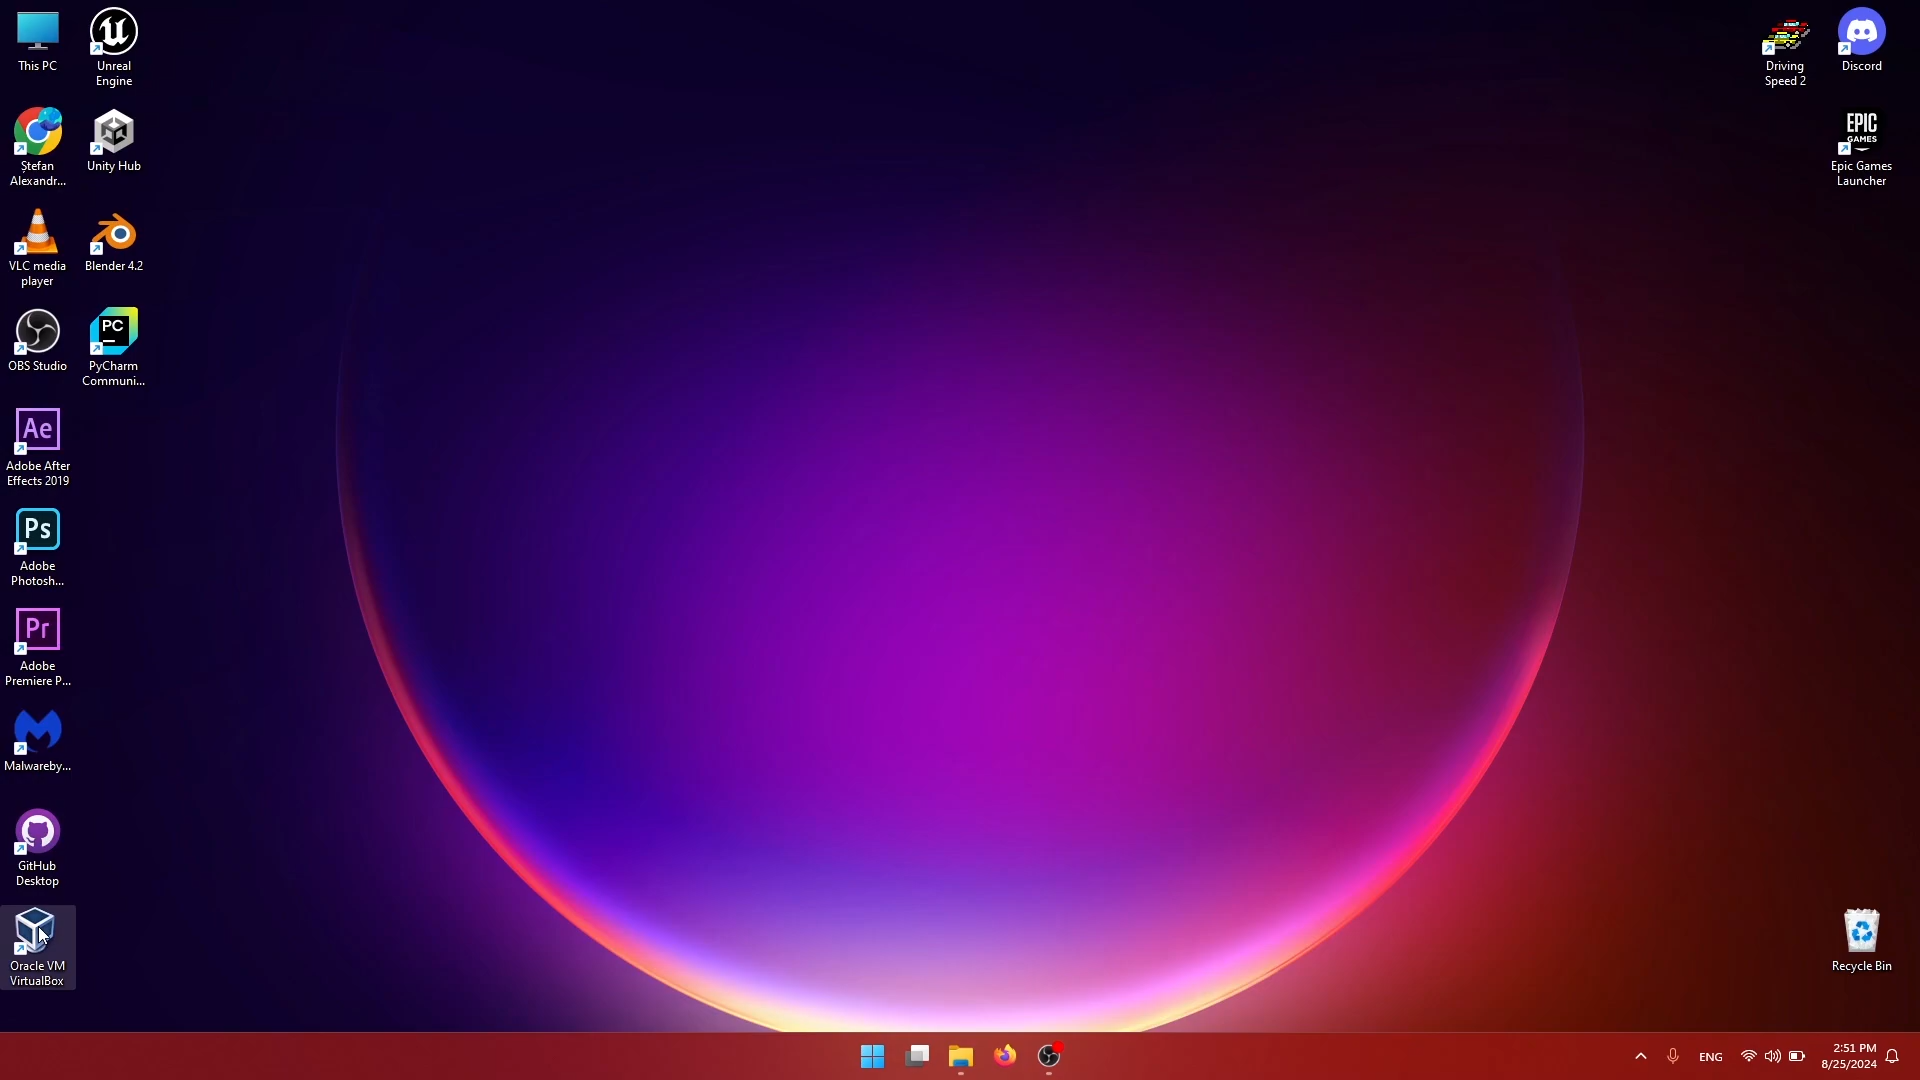 This PC
Unreal
Engine
Ștefan
Alexandr...
Unity Hub
VLC media
player
Blender 4.2
OBS Studio
PC
PyCharm
Communi...
Ae
Adobe After
Effects 2019
Ps
Adobe
Photosh...
Pr
Adobe
Premiere P...
Malwareby...
GitHub
Desktop
Oracle VM
VirtualBox
Driving
Speed 2
Discord
EPIC
GAMES
Epic Games
Launcher
Recycle Bin
ENG
2:51 PM
8/25/2024